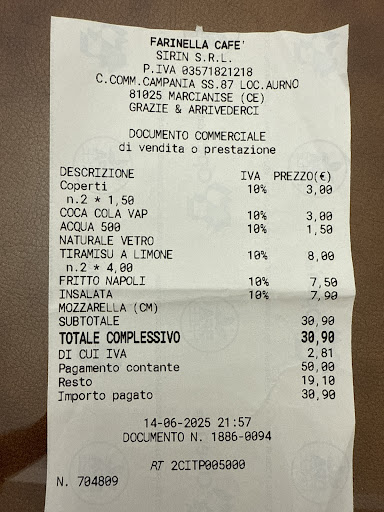 FARINELLA CAFE'
SIRIN S.R.L.
P.IVA 03571821218
C.COMM.CAMPANIA SS.87 LOC.AURNO
81025 MARCIANISE (CE)
GRAZIE & ARRIVEDERCI
DOCUMENTO COMMERCIALE
di vendita o prestazione
DESCRIZIONE IVA PREZZO(€)
Coperti 10% 3,00
n.2 * 1,50
COCA COLA VAP 10% 3,00
ACQUA 500 10% 1,50
NATURALE VETRO
TIRAMISU A LIMONE 10% 8,00
n.2 * 4,00
FRITTO NAPOLI 10% 7,50
INSALATA 10% 7,90
MOZZARELLA (CM)
SUBTOTALE 30,90
TOTALE COMPLESSIVO 30,90
DI CUI IVA 2,81
Pagamento contante 50,00
Resto 19,10
Importo pagato 30,90
14-06-2025 21:57
DOCUMENTO N. 1886-0094
RT 2CITP005000
N. 704809